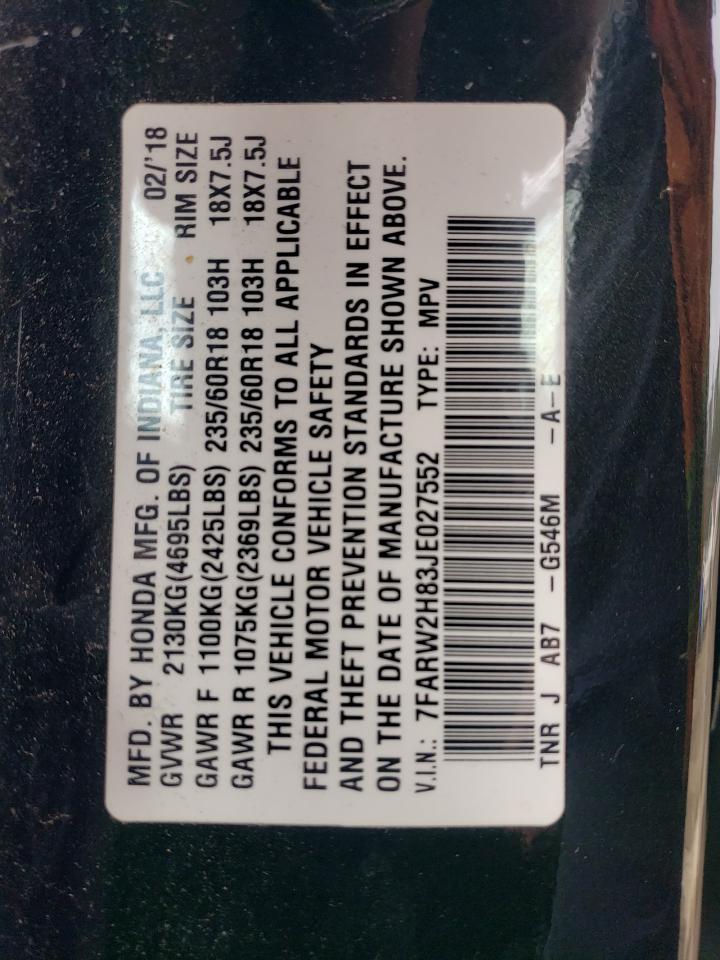 MFD. BY HONDA MFG. OF INDIANA, LLC 02/'18
GVWR 2130KG(4695LBS) TIRE SIZE RIM SIZE
GAWR F 1100KG(2425LBS) 235/60R18 103H 18X7.5J
GAWR R 1075KG(2369LBS) 235/60R18 103H 18X7.5J
THIS VEHICLE CONFORMS TO ALL APPLICABLE
FEDERAL MOTOR VEHICLE SAFETY
AND THEFT PREVENTION STANDARDS IN EFFECT
ON THE DATE OF MANUFACTURE SHOWN ABOVE.
V.I.N.: 7FARW2H83JE027552 TYPE: MPV
TNR J AB7 -G546M -A-E